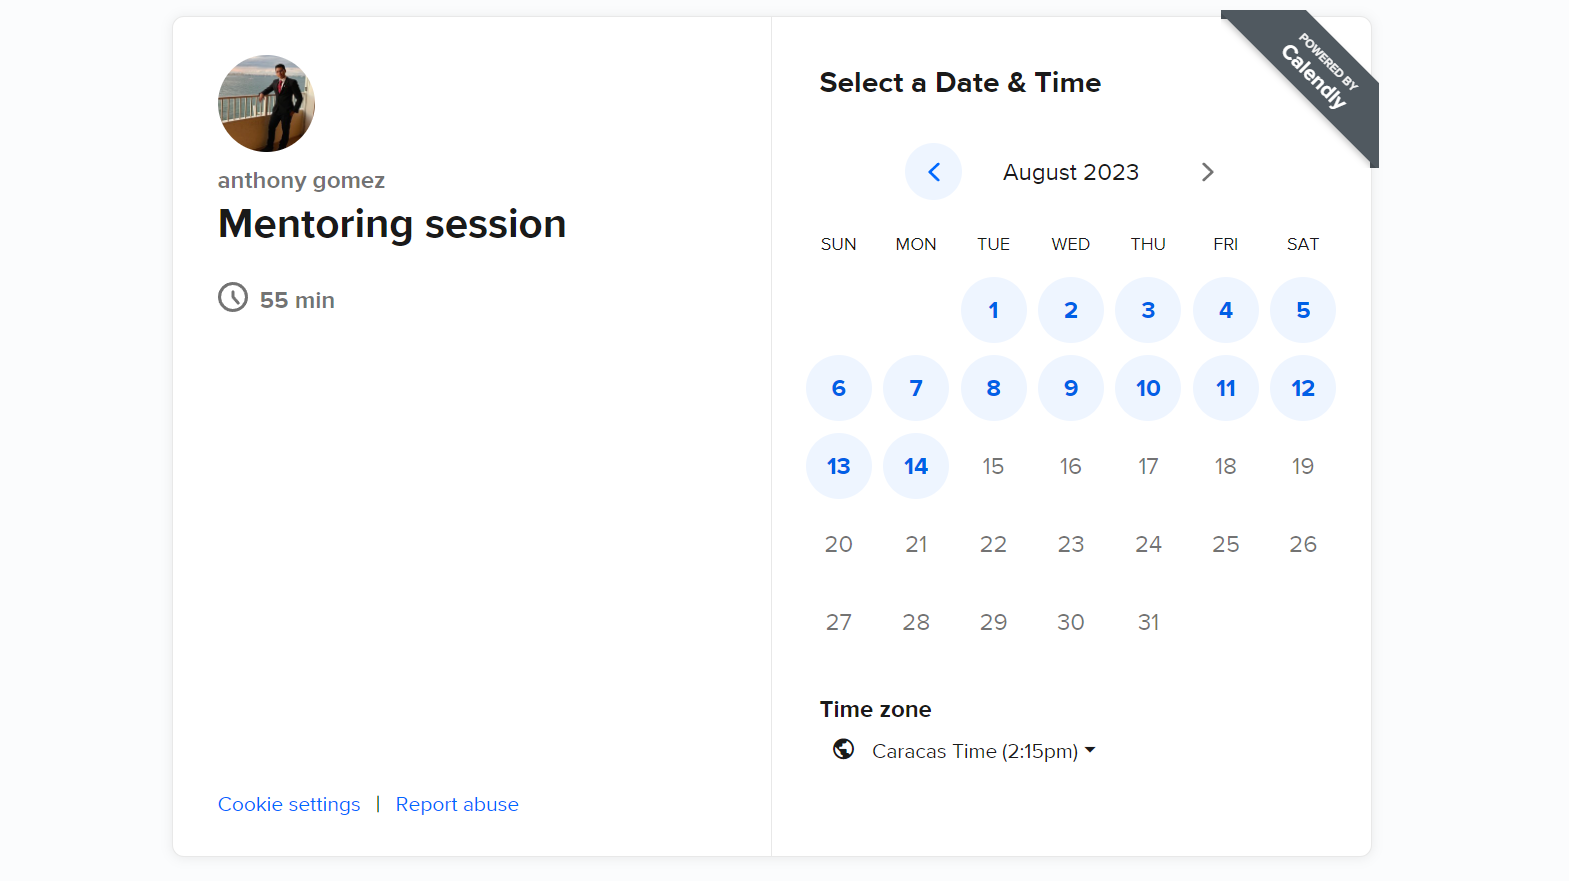 anthony gomez
Mentoring session
55 min
Cookie settings | Report abuse
Select a Date & Time
POWERED BY
Calendly
August 2023
SUN MON TUE WED THU FRI SAT
1 2 3 4 5
6 7 8 9 10 11 12
13 14 15 16 17 18 19
20 21 22 23 24 25 26
27 28 29 30 31
Time zone
Caracas Time (2:15pm)